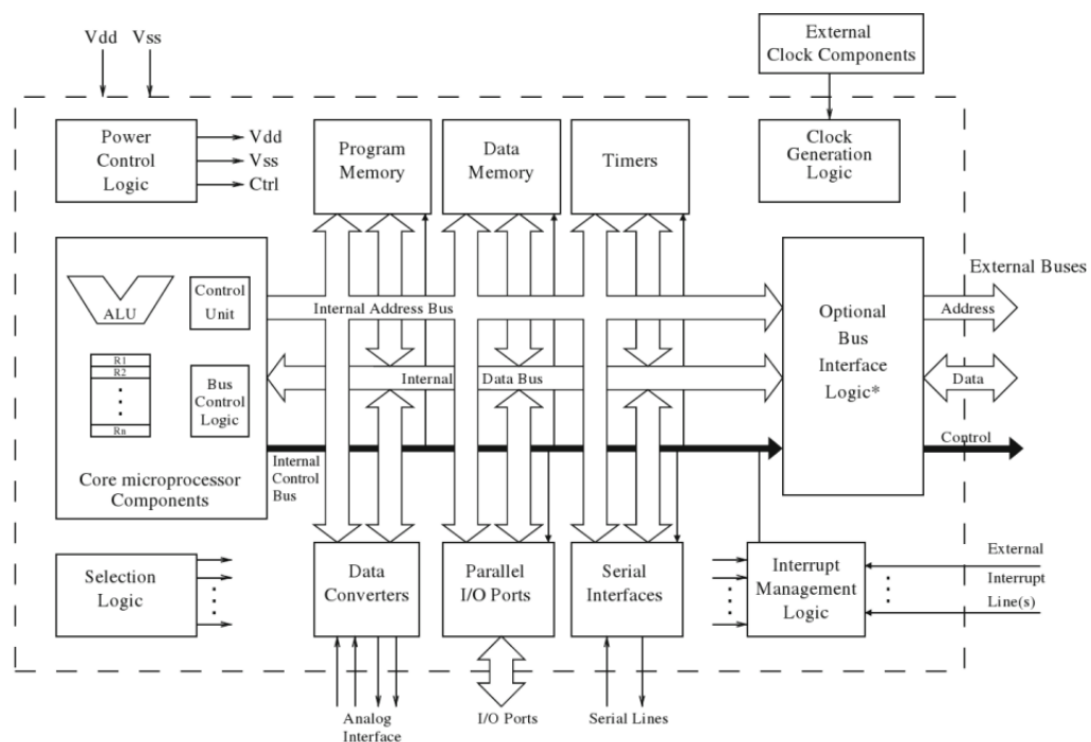 Vdd Vss
External
Clock Components
Power
Control
Logic
Vdd
Vss
Ctrl
Program
Memory
Data
Memory
Timers
Clock
Generation
Logic
ALU
Control
Unit
R1
R2
Rn
Bus
Control
Logic
Core microprocessor
Components
Internal Address Bus
Internal Data Bus
Internal
Control
Bus
Optional
Bus
Interface
Logic*
External Buses
Address
Data
Control
Selection
Logic
Data
Converters
Parallel
I/O Ports
Serial
Interfaces
Interrupt
Management
Logic
External
Interrupt
Line(s)
Analog
Interface
I/O Ports
Serial Lines